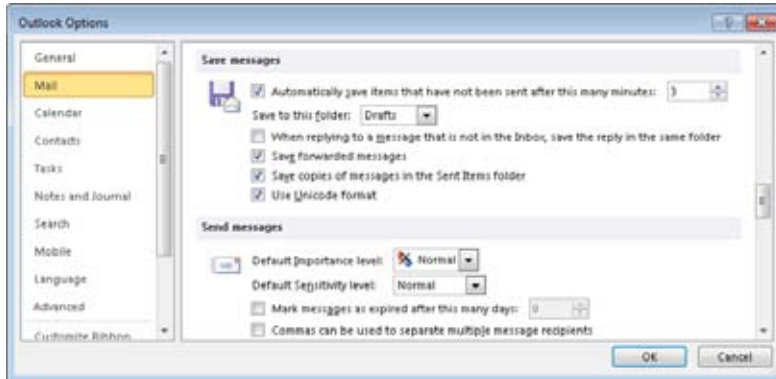 Outlook Options
General
Mail
Calendar
Contacts
Tasks
Notes and Journal
Search
Mobile
Language
Advanced
Customize Ribbon
Save messages
Automatically save items that have not been sent after this many minutes: 3
Save to this folder: Drafts
When replying to a message that is not in the Inbox, save the reply in the same folder
Save forwarded messages
Save copies of messages in the Sent Items folder
Use Unicode format
Send messages
Default Importance level: Normal
Default Sensitivity level: Normal
Mark messages as expired after this many days: 0
Commas can be used to separate multiple message recipients
OK Cancel